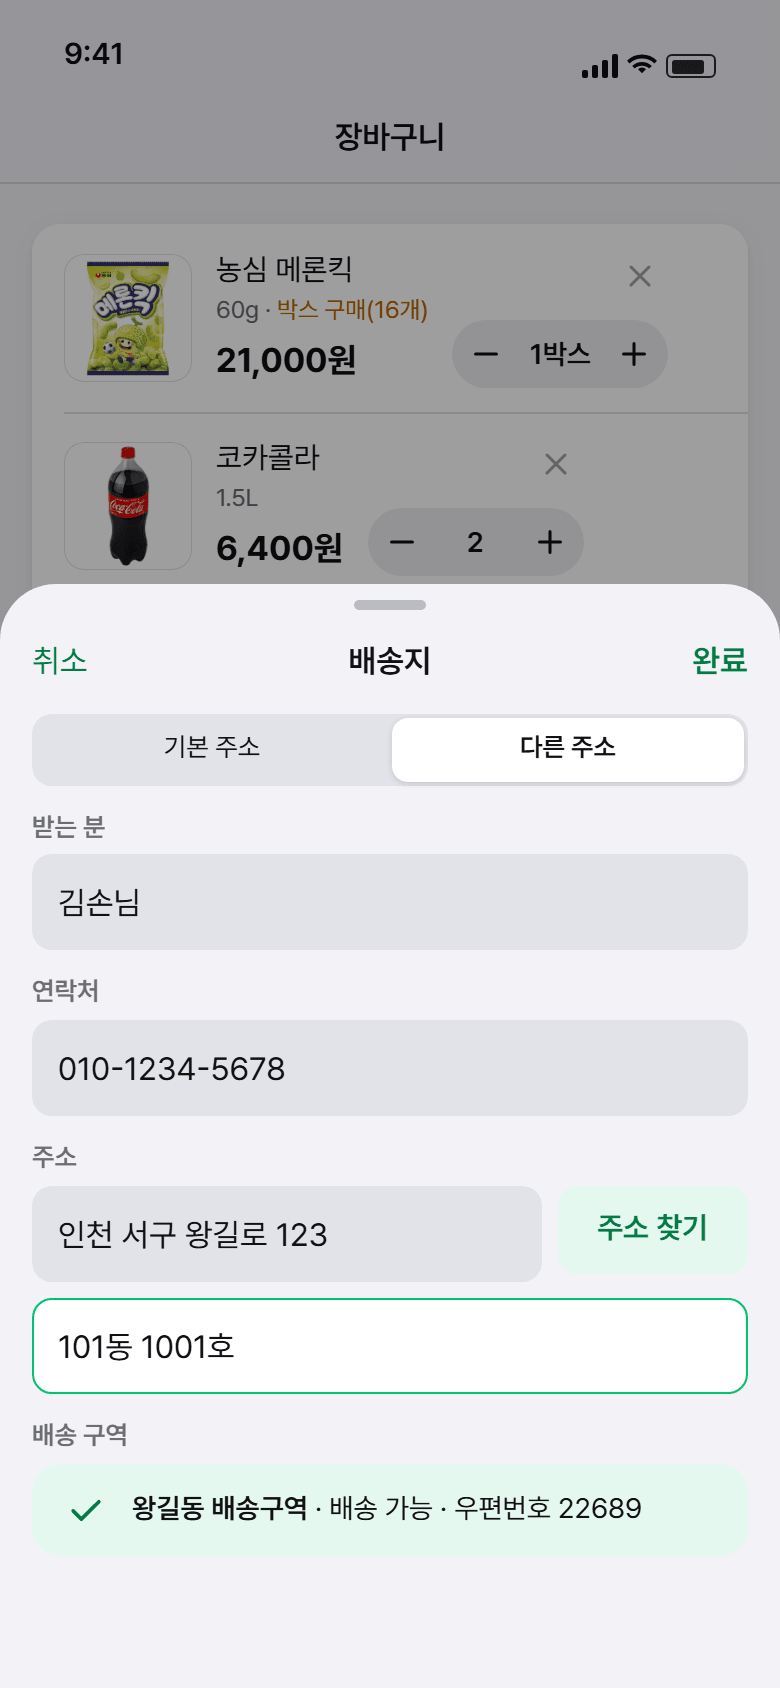 9:41
장바구니
농심 메론킥
60g · 박스 구매(16개)
21,000원
1박스
메론킥
코카콜라
1.5L
6,400원
2
Coca-Cola
취소
배송지
완료
기본 주소
다른 주소
받는 분
김손님
연락처
010-1234-5678
주소
인천 서구 왕길로 123
주소 찾기
101동 1001호
배송 구역
왕길동 배송구역 · 배송 가능 · 우편번호 22689